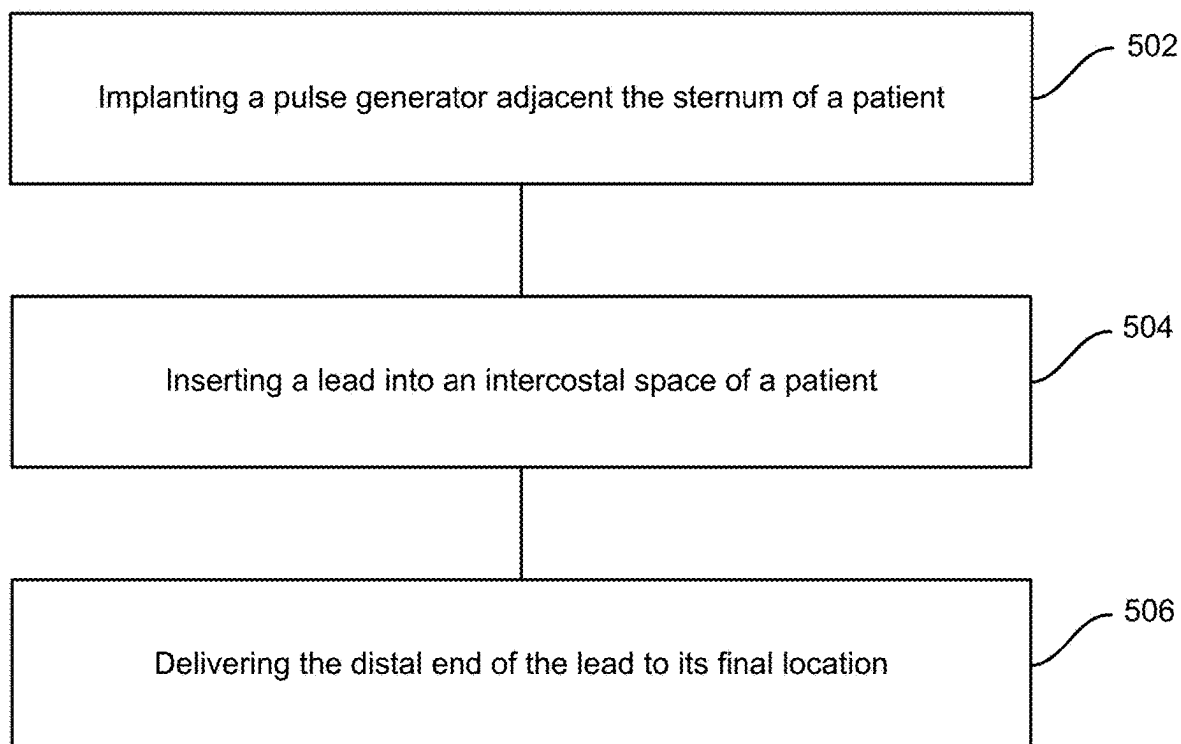 502
Implanting a pulse generator adjacent the sternum of a patient
504
Inserting a lead into an intercostal space of a patient
506
Delivering the distal end of the lead to its final location